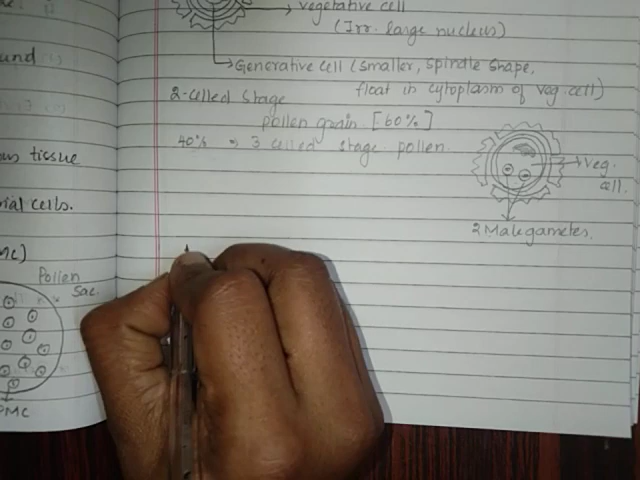 vegetative cell
(Irr. large nucleus)
Generative cell (smaller, spindle shape,
float in cytoplasm of veg. cell)
2-celled stage
pollen grain [60%]
40% → 3 celled stage pollen.
veg.
cell.
2 Malegametes.
und
tissue
cells.
MC)
Pollen
Sac.
PMC